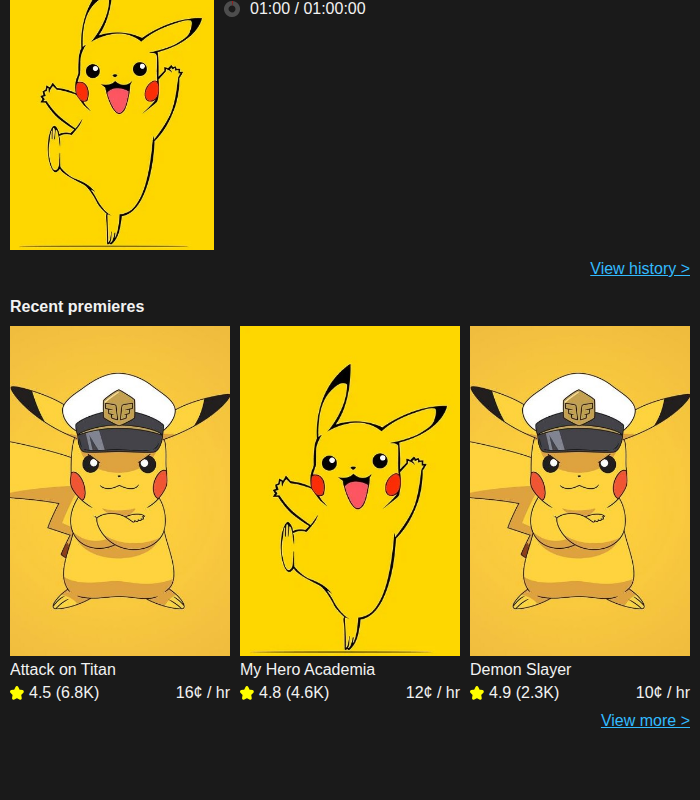 01:00 / 01:00:00
View history >
Recent premieres
Attack on Titan
4.5 (6.8K) 16¢ / hr
My Hero Academia
4.8 (4.6K) 12¢ / hr
Demon Slayer
4.9 (2.3K) 10¢ / hr
View more >